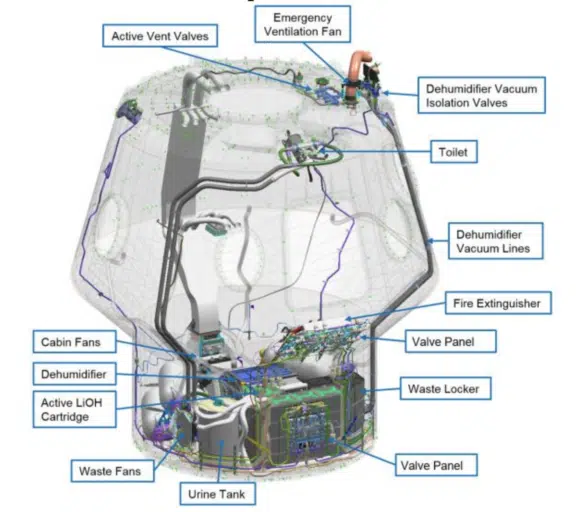 Emergency
Ventilation Fan
Active Vent Valves
Dehumidifier Vacuum
Isolation Valves
Toilet
Dehumidifier
Vacuum Lines
Fire Extinguisher
Cabin Fans
Valve Panel
Dehumidifier
Waste Locker
Active LiOH
Cartridge
Waste Fans
Valve Panel
Urine Tank